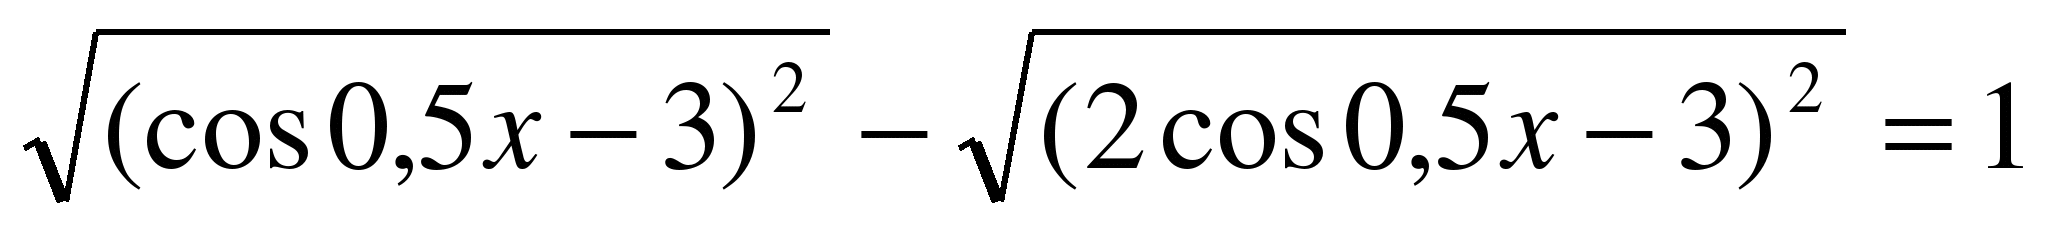 √(cos 0,5x − 3)² − √(2 cos 0,5x − 3)² = 1